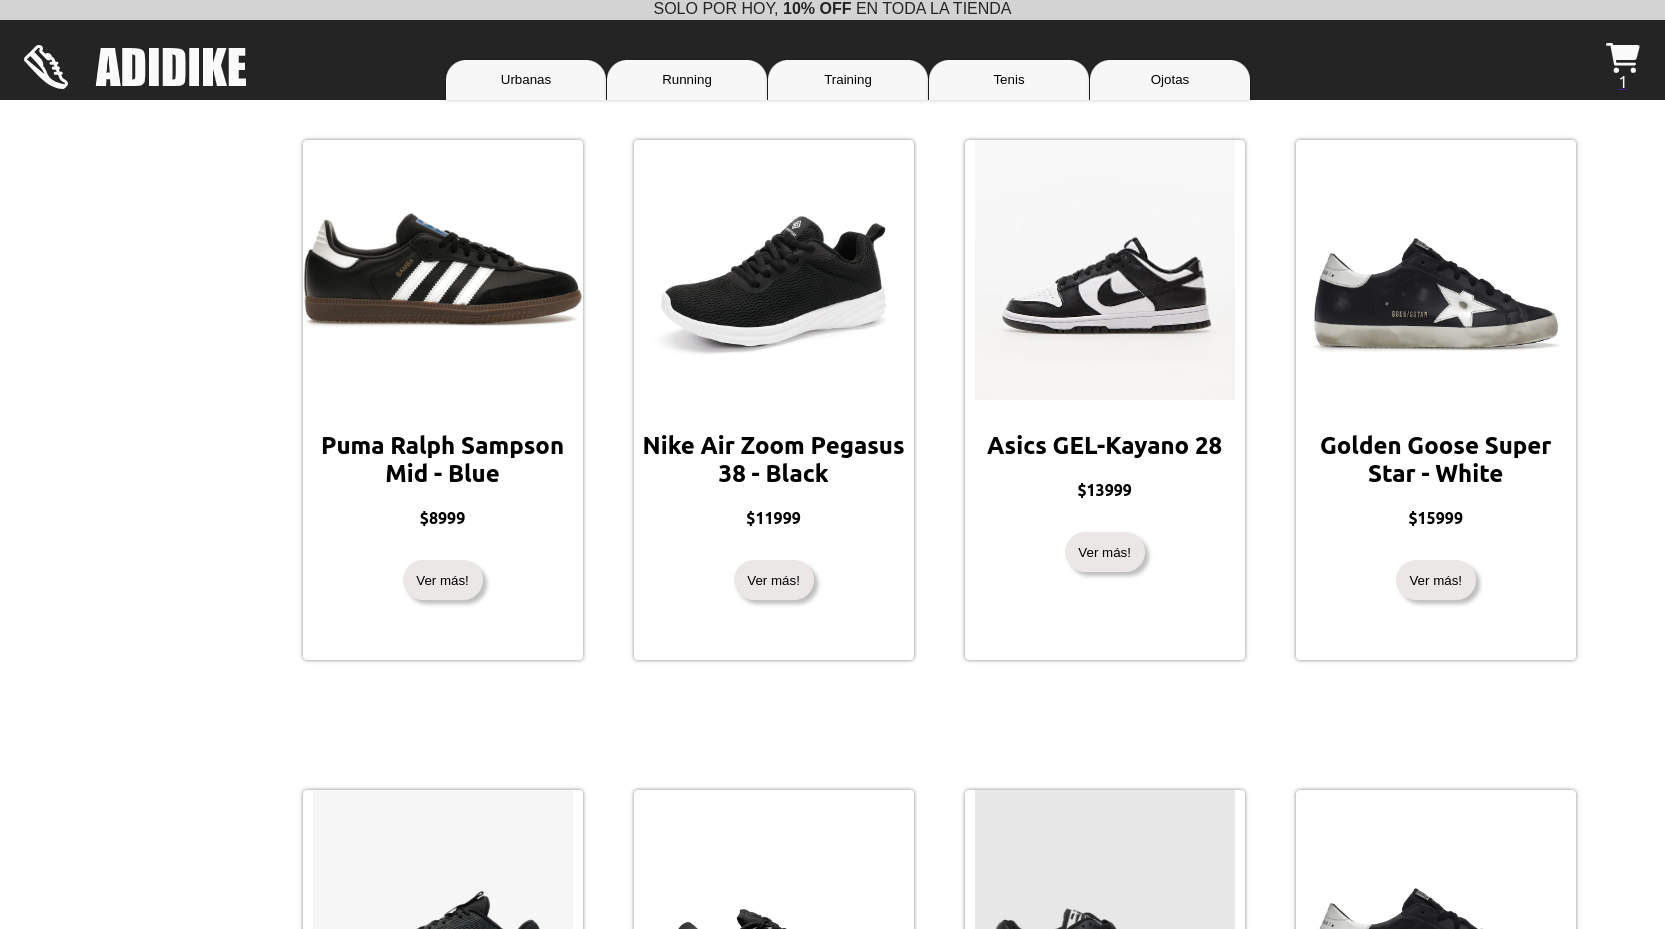 SOLO POR HOY, 10% OFF EN TODA LA TIENDA
ADIDIKE
Urbanas
Running
Training
Tenis
Ojotas
1
SAMBA
Puma Ralph Sampson
Mid - Blue
$8999
Ver más!
Nike Air Zoom Pegasus
38 - Black
$11999
Ver más!
Asics GEL-Kayano 28
$13999
Ver más!
Golden Goose Super
Star - White
$15999
Ver más!